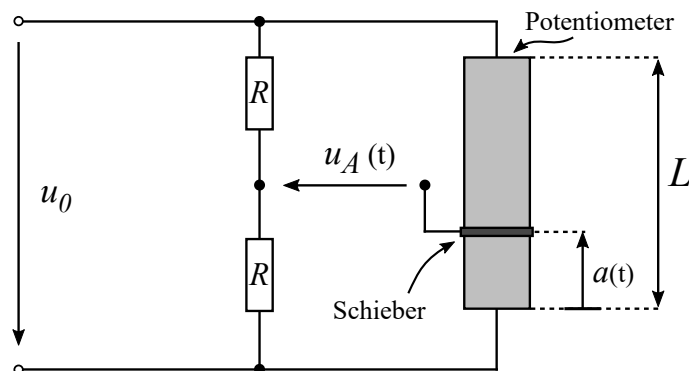 Potentiometer
R
u_A (t)
u_0
L
R
a(t)
Schieber